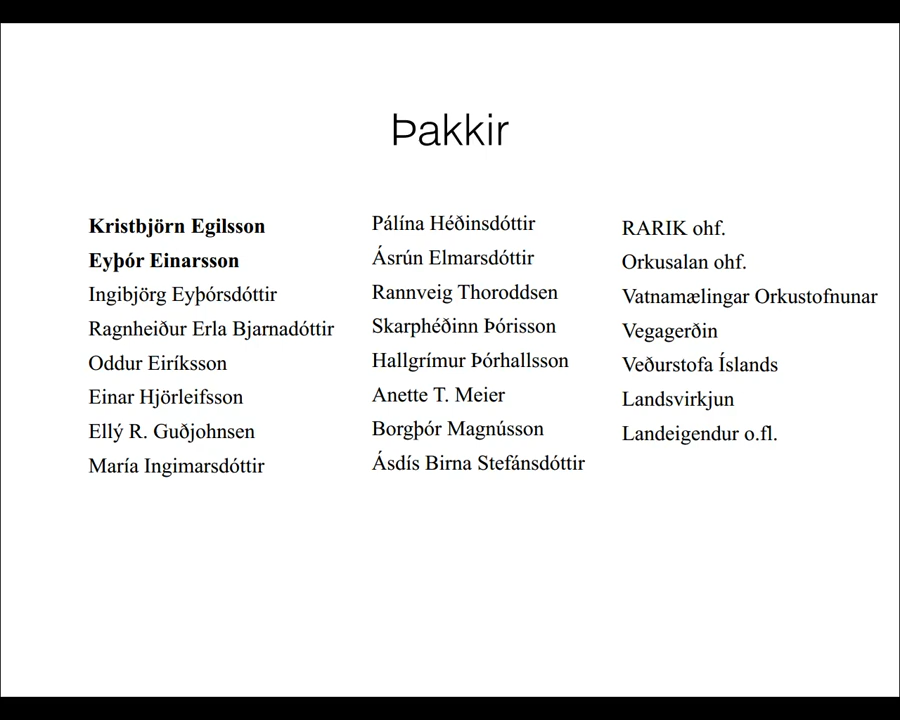 Þakkir
Kristbjörn Egilsson
Eyþór Einarsson
Ingibjörg Eyþórsdóttir
Ragnheiður Erla Bjarnadóttir
Oddur Eiríksson
Einar Hjörleifsson
Ellý R. Guðjohnsen
María Ingimarsdóttir
Pálína Héðinsdóttir
Ásrún Elmarsdóttir
Rannveig Thoroddsen
Skarphéðinn Þórisson
Hallgrímur Þórhallsson
Anette T. Meier
Borgþór Magnússon
Ásdís Birna Stefánsdóttir
RARIK ohf.
Orkusalan ohf.
Vatnamælingar Orkustofnunar
Vegagerðin
Veðurstofa Íslands
Landsvirkjun
Landeigendur o.fl.